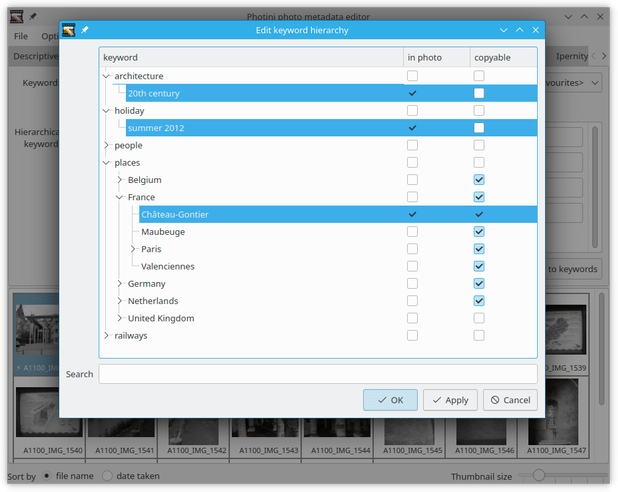 Photini photo metadata editor
File
Edit keyword hierarchy
Descriptive
Ipernity
Keyword
vourites>
Hierarchica
keyword
to keywords
keyword in photo copyable
architecture
20th century
holiday
summer 2012
people
places
Belgium
France
Château-Gontier
Maubeuge
Paris
Valenciennes
Germany
Netherlands
United Kingdom
railways
Search
OK Apply Cancel
A1100_IMG_1540 A1100_IMG_1541 A1100_IMG_1542 A1100_IMG_1543 A1100_IMG_1544 A1100_IMG_1545 A1100_IMG_1546 A1100_IMG_1547
Sort by file name date taken Thumbnail size